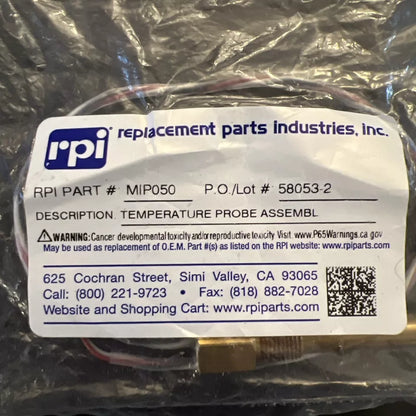 rpi
replacement parts industries, inc.
RPI PART # MIP050 P.O./Lot # 58053-2
DESCRIPTION. TEMPERATURE PROBE ASSEMBL
WARNING: Cancer developmental toxicity and/or reproductive toxicity Visit. www.P65Warnings.ca gov
May be used as replacement of O.E.M. Part #(s) as listed on the RPI website: www.rpiparts.com
625 Cochran Street, Simi Valley, CA 93065
Call: (800) 221-9723 • Fax: (818) 882-7028
Website and Shopping Cart: www.rpiparts.com